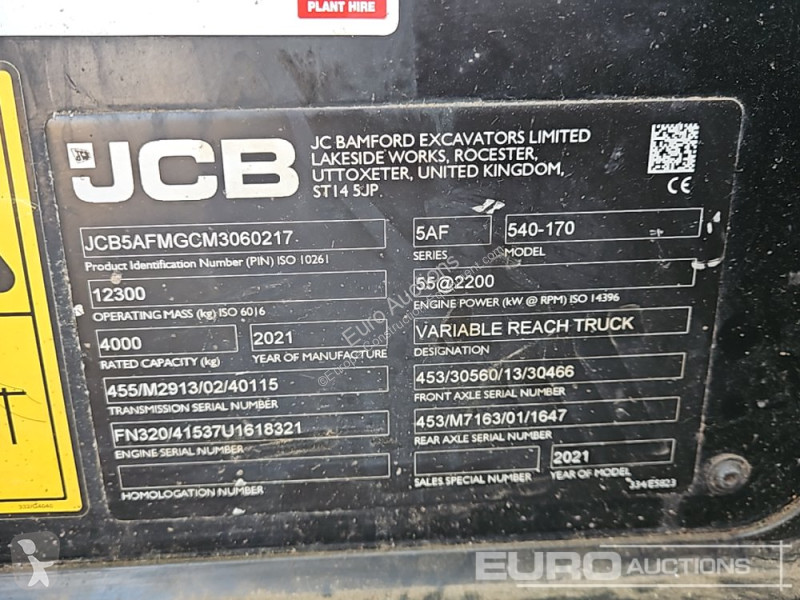 PLANT HIRE
JCB
JC BAMFORD EXCAVATORS LIMITED
LAKESIDE WORKS, ROCESTER,
UTTOXETER, UNITED KINGDOM,
ST14 5JP
CE
JCB5AFMGCM3060217
Product Identification Number (PIN) ISO 10261
5AF
SERIES
540-170
MODEL
12300
OPERATING MASS (kg) ISO 6016
55@2200
ENGINE POWER (kW @ RPM) ISO 14396
4000
RATED CAPACITY (kg)
2021
YEAR OF MANUFACTURE
VARIABLE REACH TRUCK
DESIGNATION
455/M2913/02/40115
TRANSMISSION SERIAL NUMBER
453/30560/13/30466
FRONT AXLE SERIAL NUMBER
FN320/41537U1618321
ENGINE SERIAL NUMBER
453/M7163/01/1647
REAR AXLE SERIAL NUMBER
HOMOLOGATION NUMBER
SALES SPECIAL NUMBER
2021
YEAR OF MODEL
334/E5823
Euro Auctions
EURO AUCTIONS